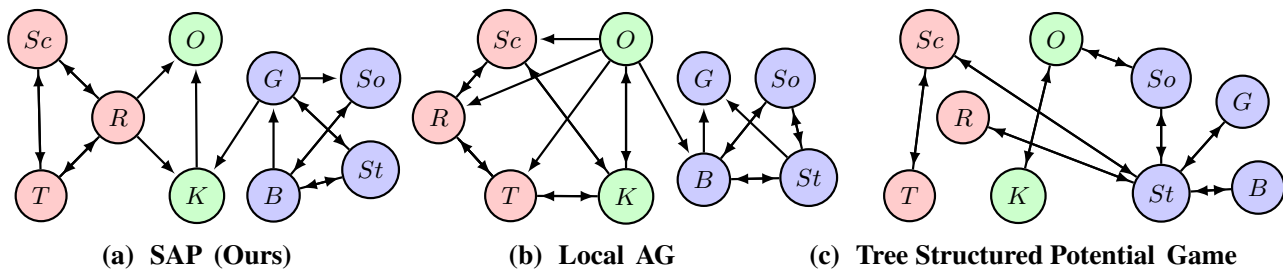 Sc O G So R T K B St
Sc O G So R T K B St
Sc O So G R T K St B
(a) SAP (Ours) (b) Local AG (c) Tree Structured Potential Game